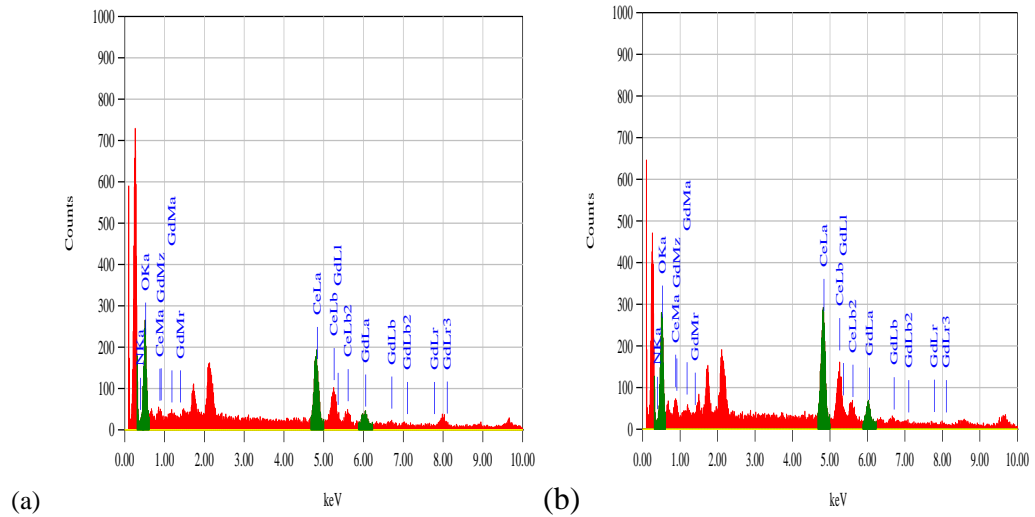 1000
900
800
700
600
500
400
300
200
100
0
Counts
NKa
OKa
CeMa
GdMz
GdMa
GdMr
CeLa
CeLb
GdLl
CeLb2
GdLa
GdLb
GdLb2
GdLr
GdLr3
0.00 1.00 2.00 3.00 4.00 5.00 6.00 7.00 8.00 9.00 10.00
keV
(a)
1000
900
800
700
600
500
400
300
200
100
0
Counts
NKa
OKa
CeMa
GdMz
GdMa
GdMr
CeLa
CeLb
GdLl
CeLb2
GdLa
GdLb
GdLb2
GdLr
GdLr3
0.00 1.00 2.00 3.00 4.00 5.00 6.00 7.00 8.00 9.00 10.00
keV
(b)